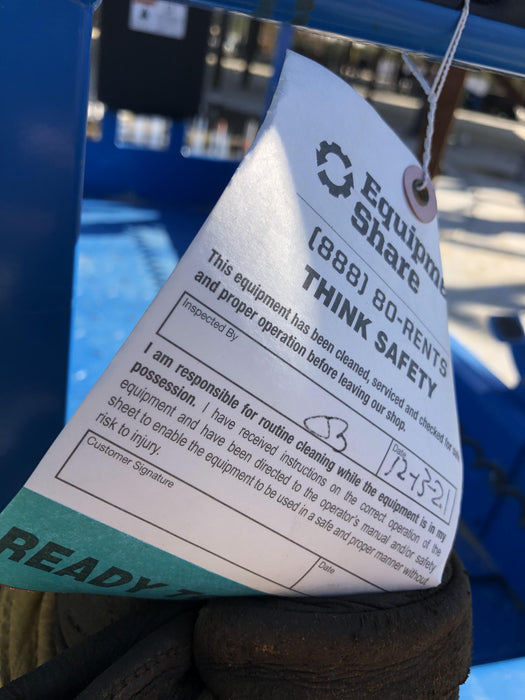 Equipme
Share
(888) 80-RENTS
THINK SAFETY
This equipment has been cleaned, serviced and checked for safe
and proper operation before leaving our shop.
Inspected By
Date
I am responsible for routine cleaning while the equipment is in my
possession. I have received instructions on the correct operation of the
equipment and have been directed to the operator's manual and/or safety
sheet to enable the equipment to be used in a safe and proper manner without
risk to injury.
Customer Signature
Date
READY